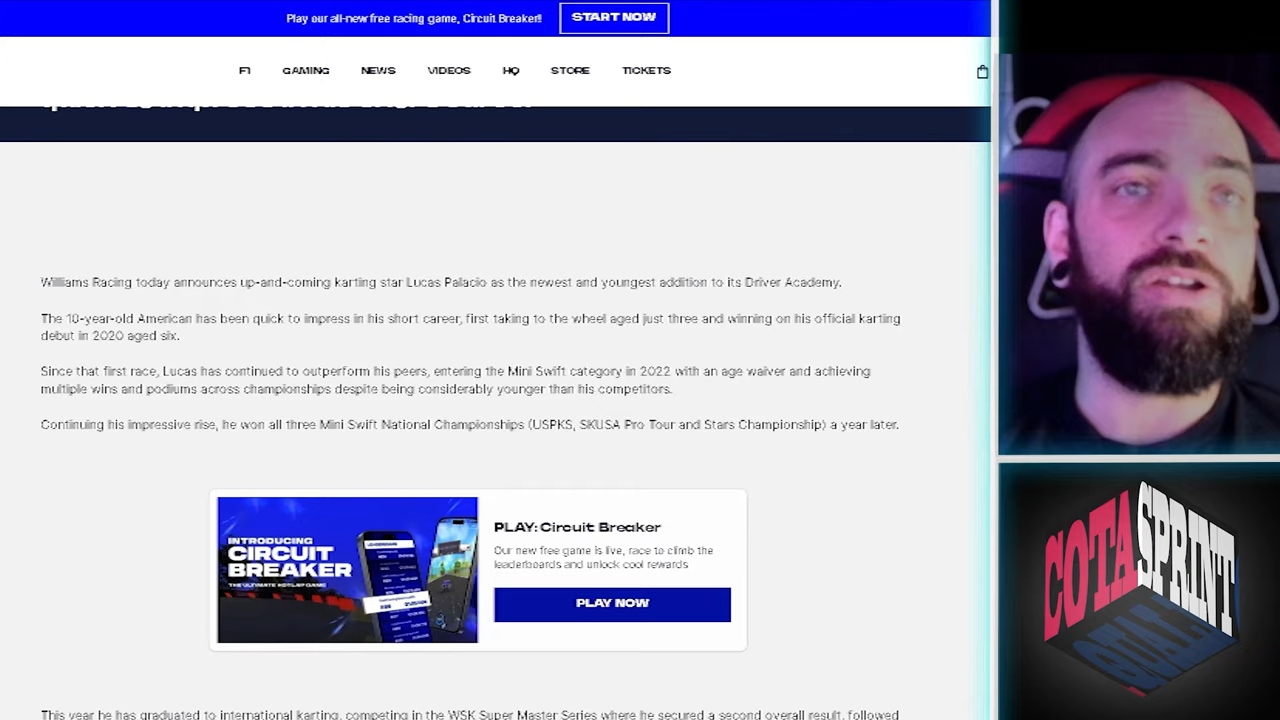 Play our all-new free racing game, Circuit Breaker!
START NOW
F1 GAMING NEWS VIDEOS HQ STORE TICKETS
Williams Racing today announces up-and-coming karting star Lucas Palacio as the newest and youngest addition to its Driver Academy.
The 10-year-old American has been quick to impress in his short career, first taking to the wheel aged just three and winning on his official karting
debut in 2020 aged six.
Since that first race, Lucas has continued to outperform his peers, entering the Mini Swift category in 2022 with an age waiver and achieving
multiple wins and podiums across championships despite being considerably younger than his competitors.
Continuing his impressive rise, he won all three Mini Swift National Championships (USPKS, SKUSA Pro Tour and Stars Championship) a year later.
INTRODUCING
CIRCUIT
BREAKER
THE ULTIMATE HOTLAP GAME
PLAY: Circuit Breaker
Our new free game is live, race to climb the
leaderboards and unlock cool rewards
PLAY NOW
This year he has graduated to international karting, competing in the WSK Super Master Series where he secured a second overall result, followed
COTA SPRINT